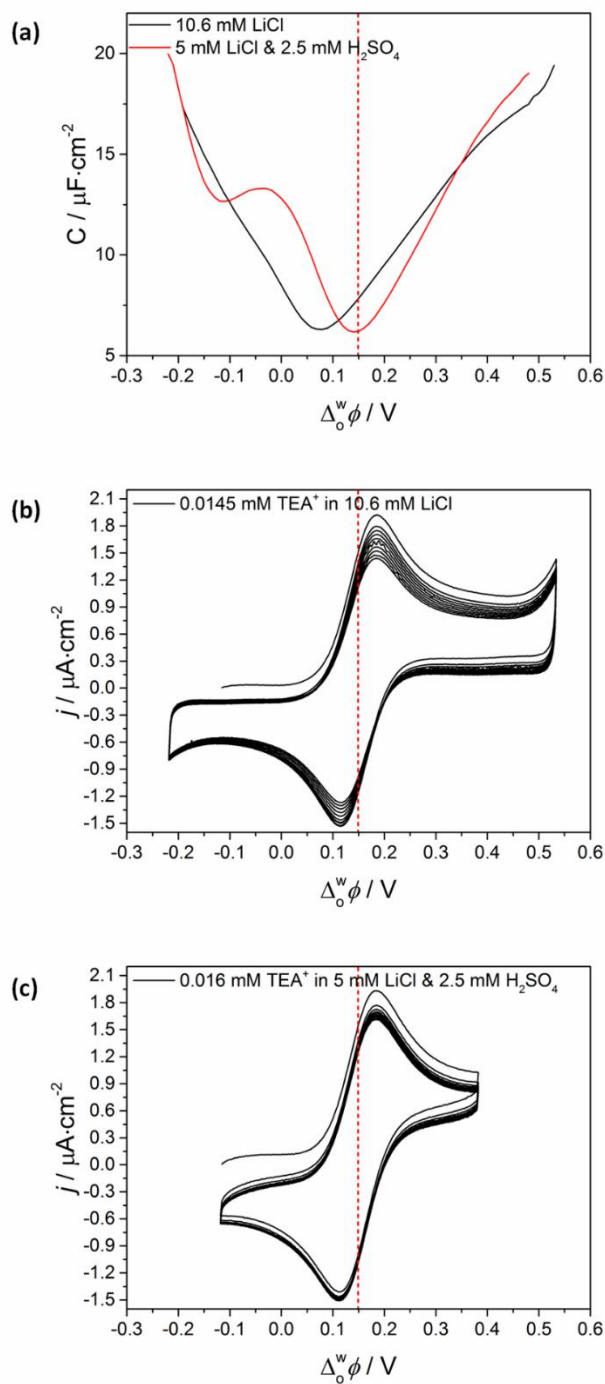 (a)
10.6 mM LiCl
5 mM LiCl & 2.5 mM H₂SO₄
20
15
10
5
C / μF·cm⁻²
-0.3 -0.2 -0.1 0.0 0.1 0.2 0.3 0.4 0.5 0.6
Δ_o^w ϕ / V
(b)
0.0145 mM TEA⁺ in 10.6 mM LiCl
2.1
1.8
1.5
1.2
0.9
0.6
0.3
0.0
-0.3
-0.6
-0.9
-1.2
-1.5
j / μA·cm⁻²
-0.3 -0.2 -0.1 0.0 0.1 0.2 0.3 0.4 0.5 0.6
Δ_o^w ϕ / V
(c)
0.016 mM TEA⁺ in 5 mM LiCl & 2.5 mM H₂SO₄
2.1
1.8
1.5
1.2
0.9
0.6
0.3
0.0
-0.3
-0.6
-0.9
-1.2
-1.5
j / μA·cm⁻²
-0.3 -0.2 -0.1 0.0 0.1 0.2 0.3 0.4 0.5 0.6
Δ_o^w ϕ / V